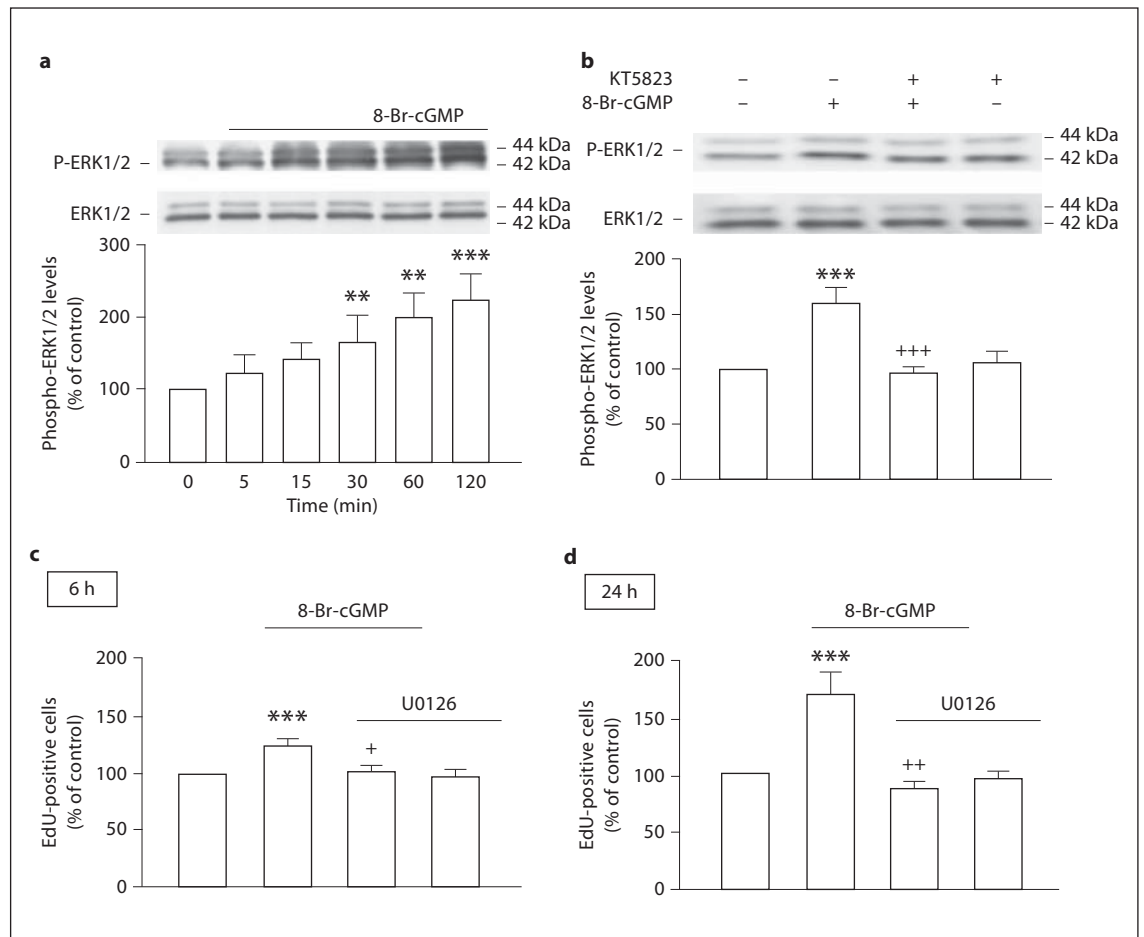 a
8-Br-cGMP
P-ERK1/2 –
– 44 kDa
– 42 kDa
ERK1/2 –
– 44 kDa
– 42 kDa
Phospho-ERK1/2 levels
(% of control)
300
200
100
0
**
**
***
0 5 15 30 60 120
Time (min)
b
KT5823 – – + +
8-Br-cGMP – + + –
P-ERK1/2 –
– 44 kDa
– 42 kDa
ERK1/2 –
– 44 kDa
– 42 kDa
Phospho-ERK1/2 levels
(% of control)
200
150
100
50
0
***
+++
c
6 h
8-Br-cGMP
U0126
EdU-positive cells
(% of control)
200
150
100
50
0
***
+
d
24 h
8-Br-cGMP
U0126
EdU-positive cells
(% of control)
200
150
100
50
0
***
++